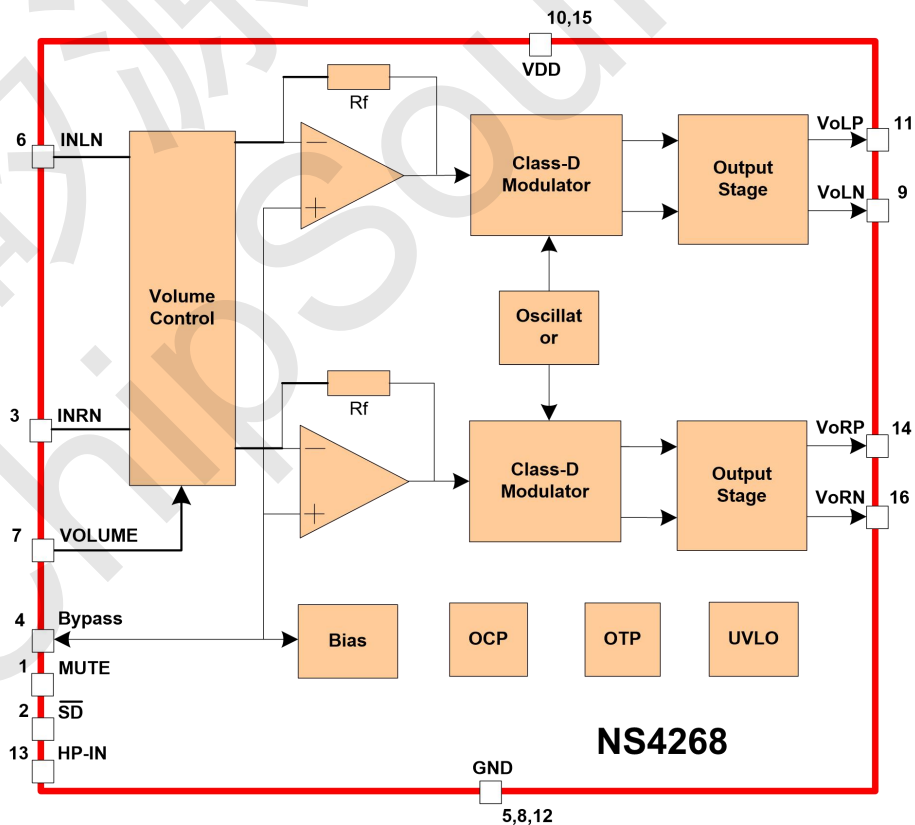 10,15
VDD
Rf
6 INLN
VoLP 11
Class-D
Modulator
Output
Stage
VoLN 9
Volume
Control
Oscillat
or
Rf
3 INRN
VoRP 14
Class-D
Modulator
Output
Stage
VoRN 16
7 VOLUME
4 Bypass
Bias
OCP
OTP
UVLO
1 MUTE
2 SD
13 HP-IN
NS4268
GND
5,8,12
ChipSour